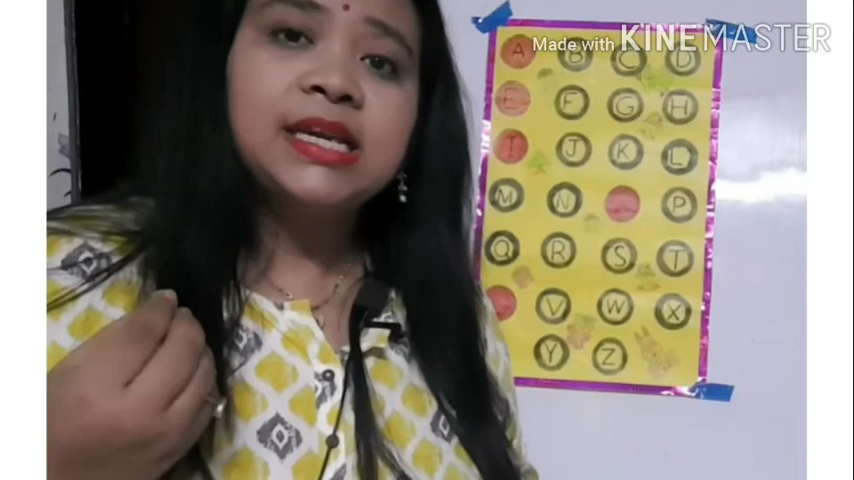 Made with KINEMASTER
A B C D
E F G H
I J K L
M N P
Q R S T
V W X
Y Z